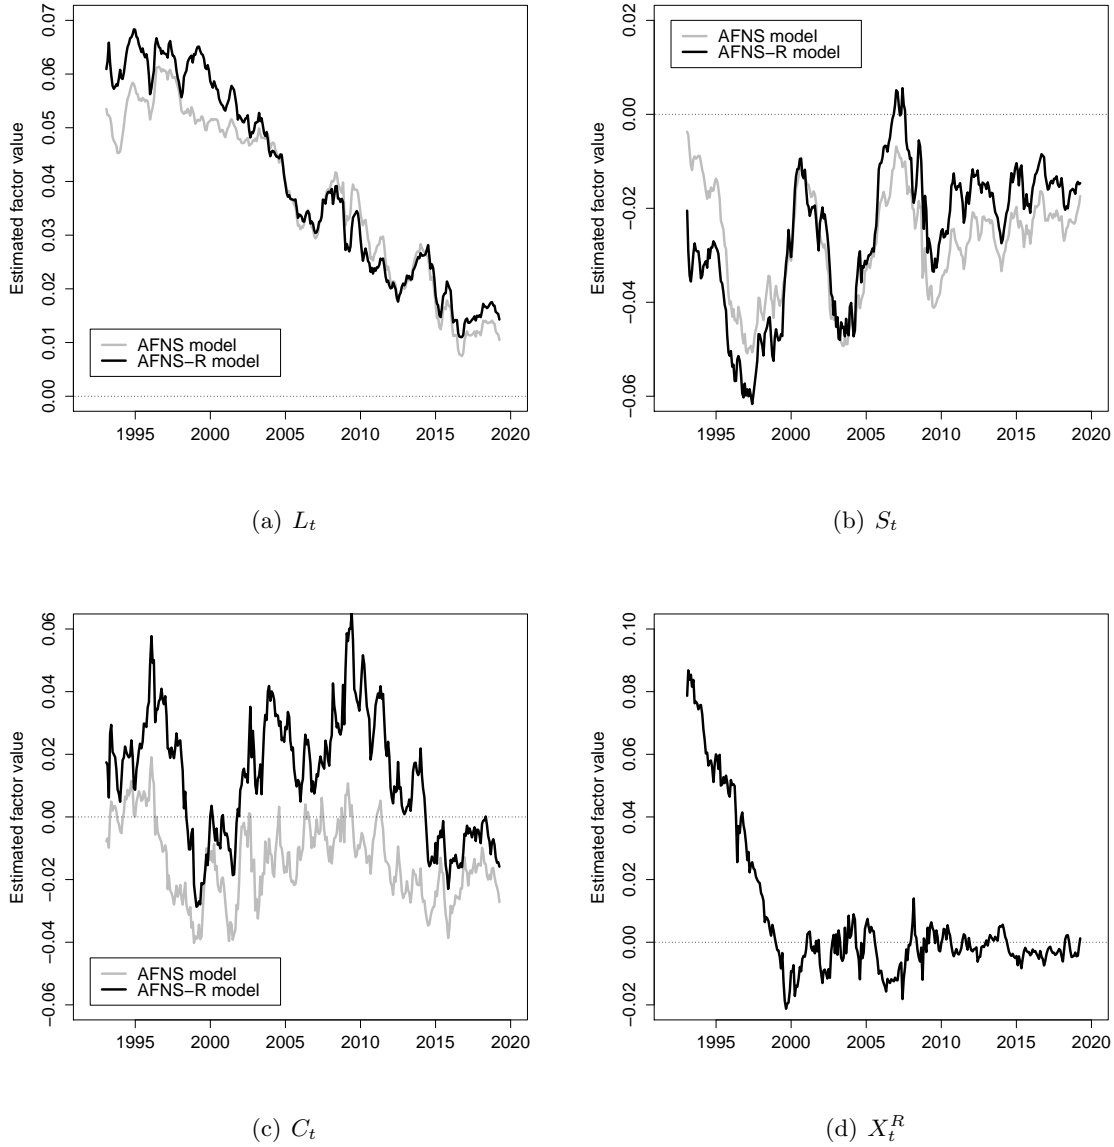 0.00 0.01 0.02 0.03 0.04 0.05 0.06 0.07
Estimated factor value
AFNS model
AFNS−R model
1995 2000 2005 2010 2015 2020
(a) L_t
−0.06 −0.04 −0.02 0.00 0.02
Estimated factor value
AFNS model
AFNS−R model
1995 2000 2005 2010 2015 2020
(b) S_t
−0.06 −0.04 −0.02 0.00 0.02 0.04 0.06
Estimated factor value
AFNS model
AFNS−R model
1995 2000 2005 2010 2015 2020
(c) C_t
−0.02 0.00 0.02 0.04 0.06 0.08 0.10
Estimated factor value
1995 2000 2005 2010 2015 2020
(d) X_t^R